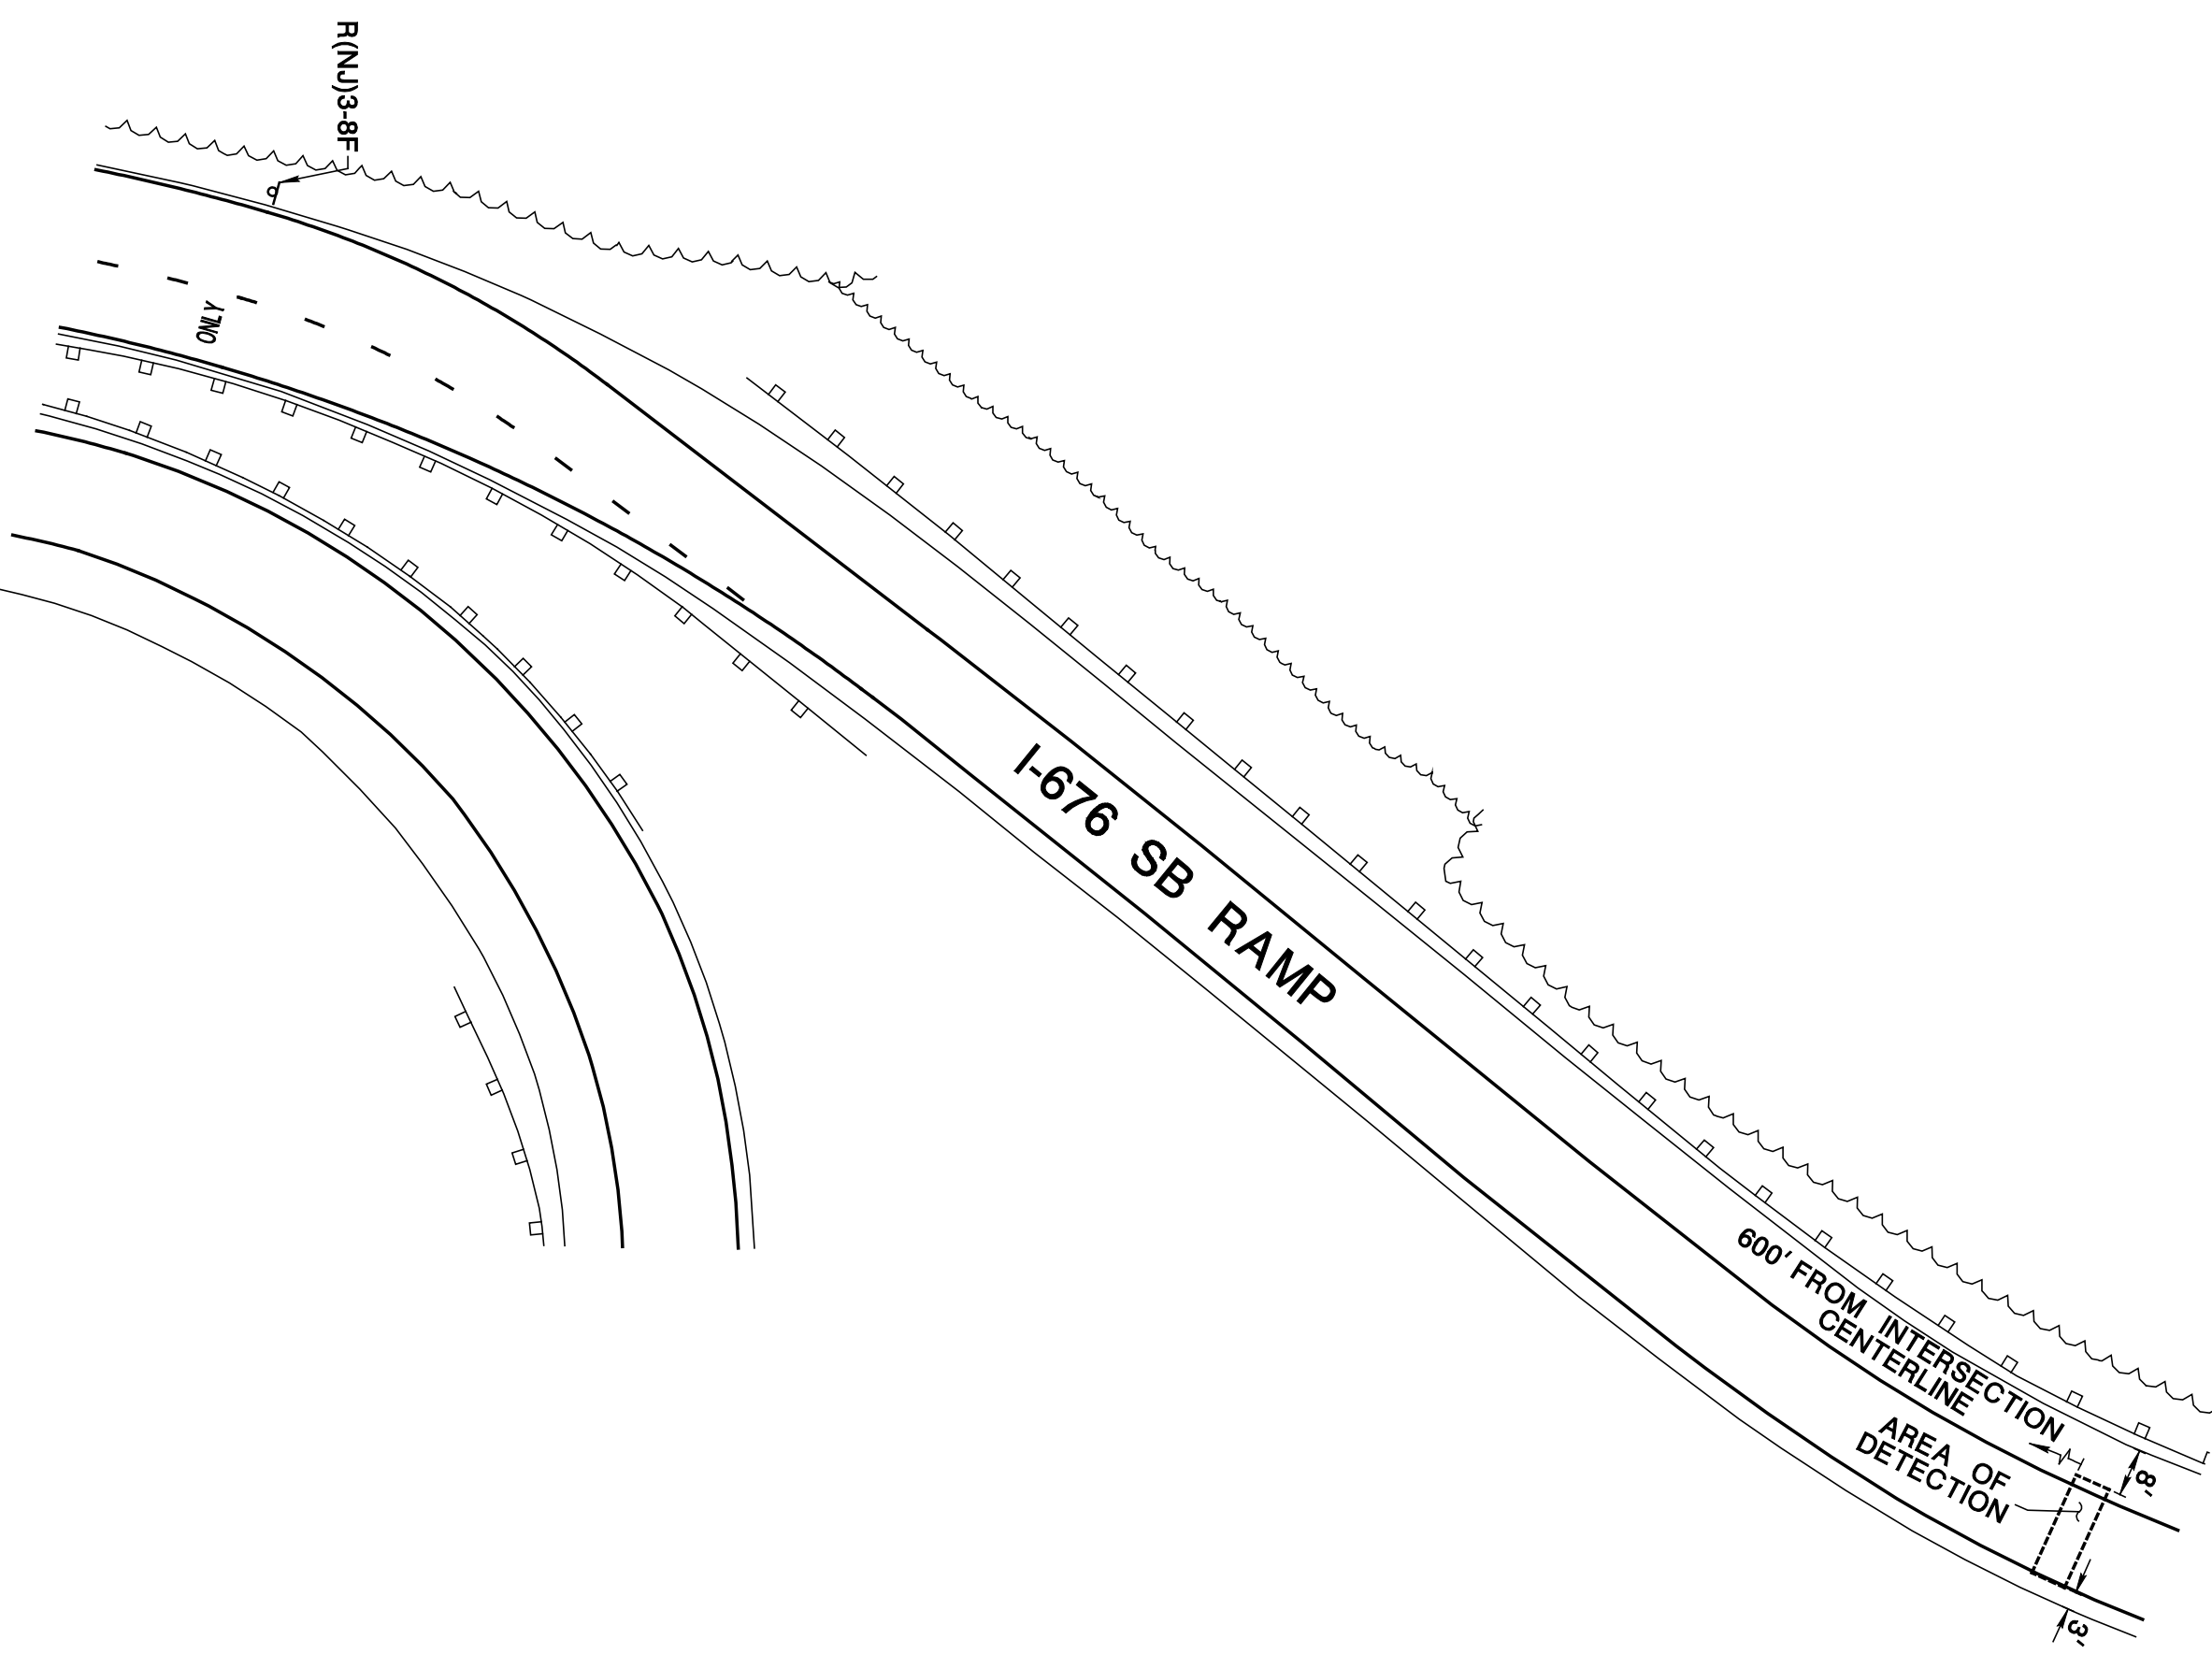 R(NJ)3-8F
ONLY
I-676 SB RAMP
600' FROM INTERSECTION
CENTERLINE
AREA OF
DETECTION
8'
3'